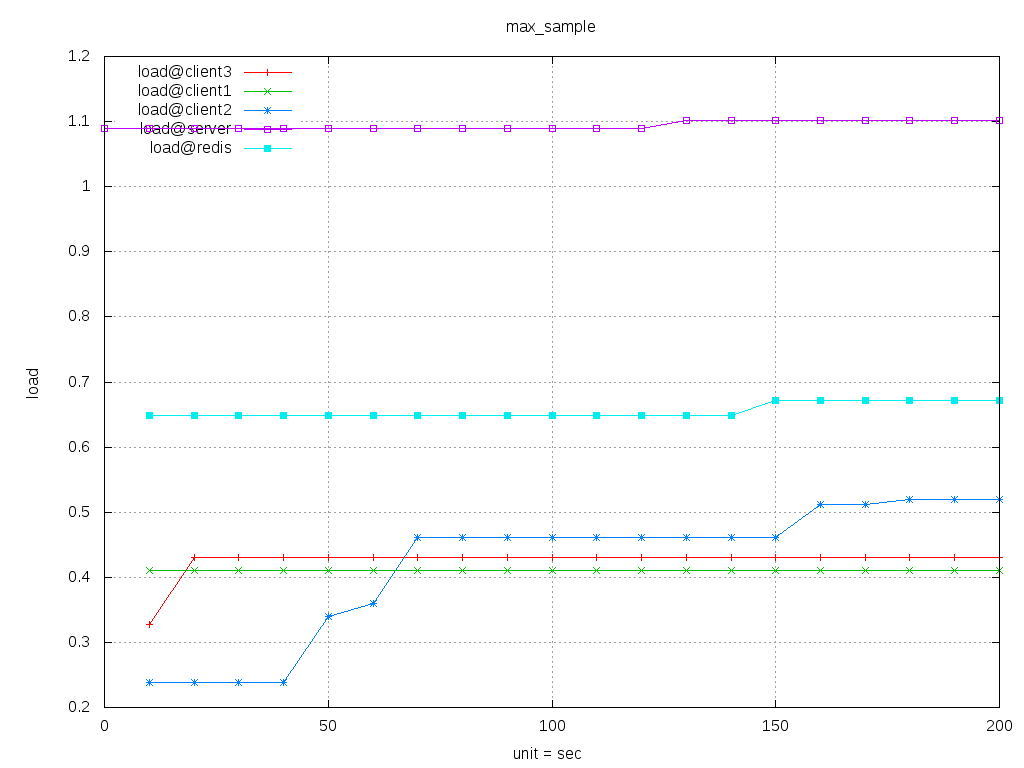 max_sample
load@client3
load@client1
load@client2
load@server
load@redis
1.2
1.1
1
0.9
0.8
0.7
0.6
0.5
0.4
0.3
0.2
load
0 50 100 150 200
unit = sec